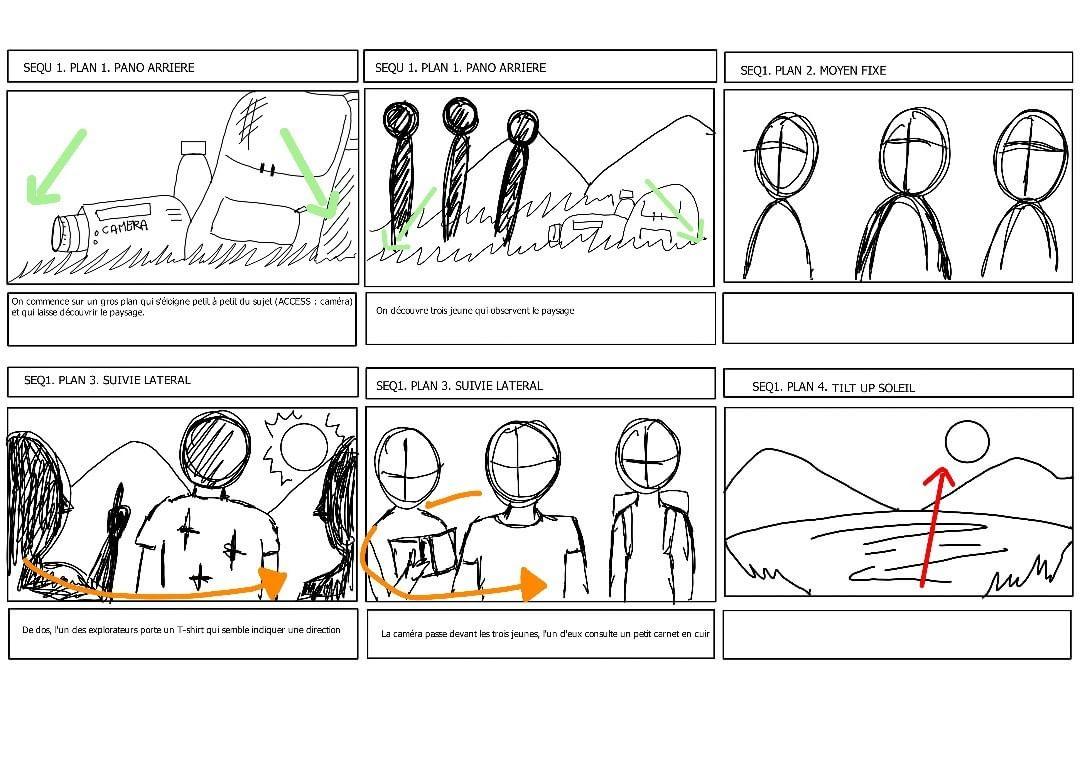 SEQU 1. PLAN 1. PANO ARRIERE
SEQU 1. PLAN 1. PANO ARRIERE
SEQ1. PLAN 2. MOYEN FIXE
CAMERA
On commence sur un gros plan qui s'éloigne petit à petit du sujet (ACCESS : caméra)
et qui laisse découvrir le paysage.
On découvre trois jeune qui observent le paysage
SEQ1. PLAN 3. SUIVIE LATERAL
SEQ1. PLAN 3. SUIVIE LATERAL
SEQ1. PLAN 4. TILT UP SOLEIL
De dos, l'un des explorateurs porte un T-shirt qui semble indiquer une direction
La caméra passe devant les trois jeunes, l'un d'eux consulte un petit carnet en cuir